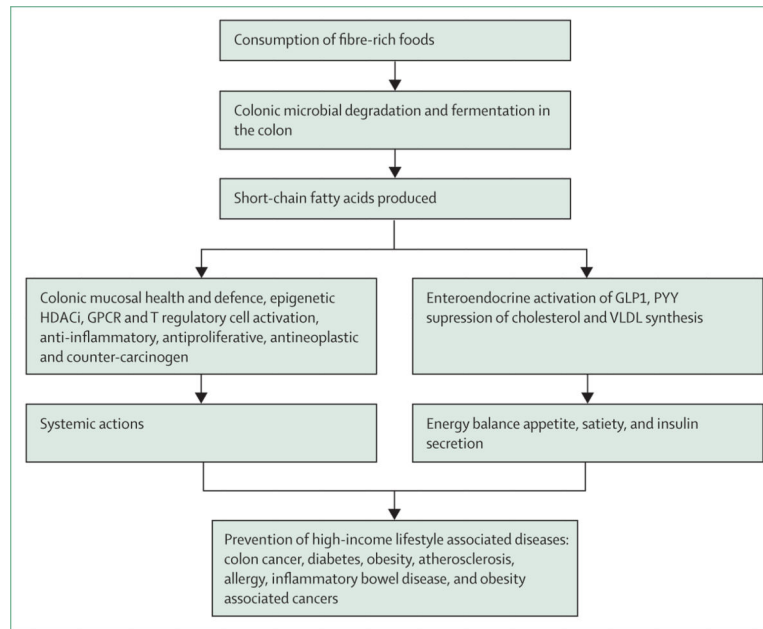 Consumption of fibre-rich foods
Colonic microbial degradation and fermentation in
the colon
Short-chain fatty acids produced
Colonic mucosal health and defence, epigenetic
HDACi, GPCR and T regulatory cell activation,
anti-inflammatory, antiproliferative, antineoplastic
and counter-carcinogen
Enteroendocrine activation of GLP1, PYY
supression of cholesterol and VLDL synthesis
Systemic actions
Energy balance appetite, satiety, and insulin
secretion
Prevention of high-income lifestyle associated diseases:
colon cancer, diabetes, obesity, atherosclerosis,
allergy, inflammatory bowel disease, and obesity
associated cancers